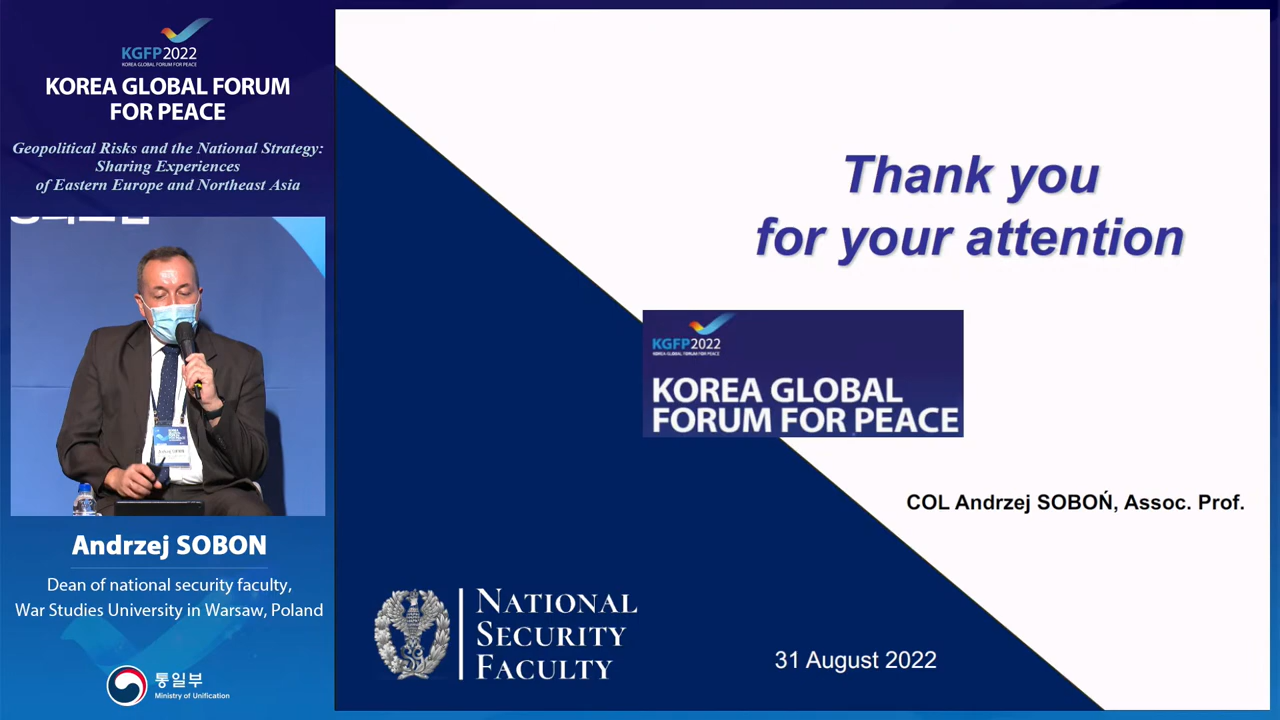 KGFP2022
KOREA GLOBAL FORUM FOR PEACE
KOREA GLOBAL FORUM
FOR PEACE
Geopolitical Risks and the National Strategy:
Sharing Experiences
of Eastern Europe and Northeast Asia
Andrzej SOBON
Dean of national security faculty,
War Studies University in Warsaw, Poland
통일부
Ministry of Unification
Thank you
for your attention
KGFP2022
KOREA GLOBAL FORUM FOR PEACE
KOREA GLOBAL
FORUM FOR PEACE
COL Andrzej SOBOŃ, Assoc. Prof.
NATIONAL
SECURITY
FACULTY
31 August 2022